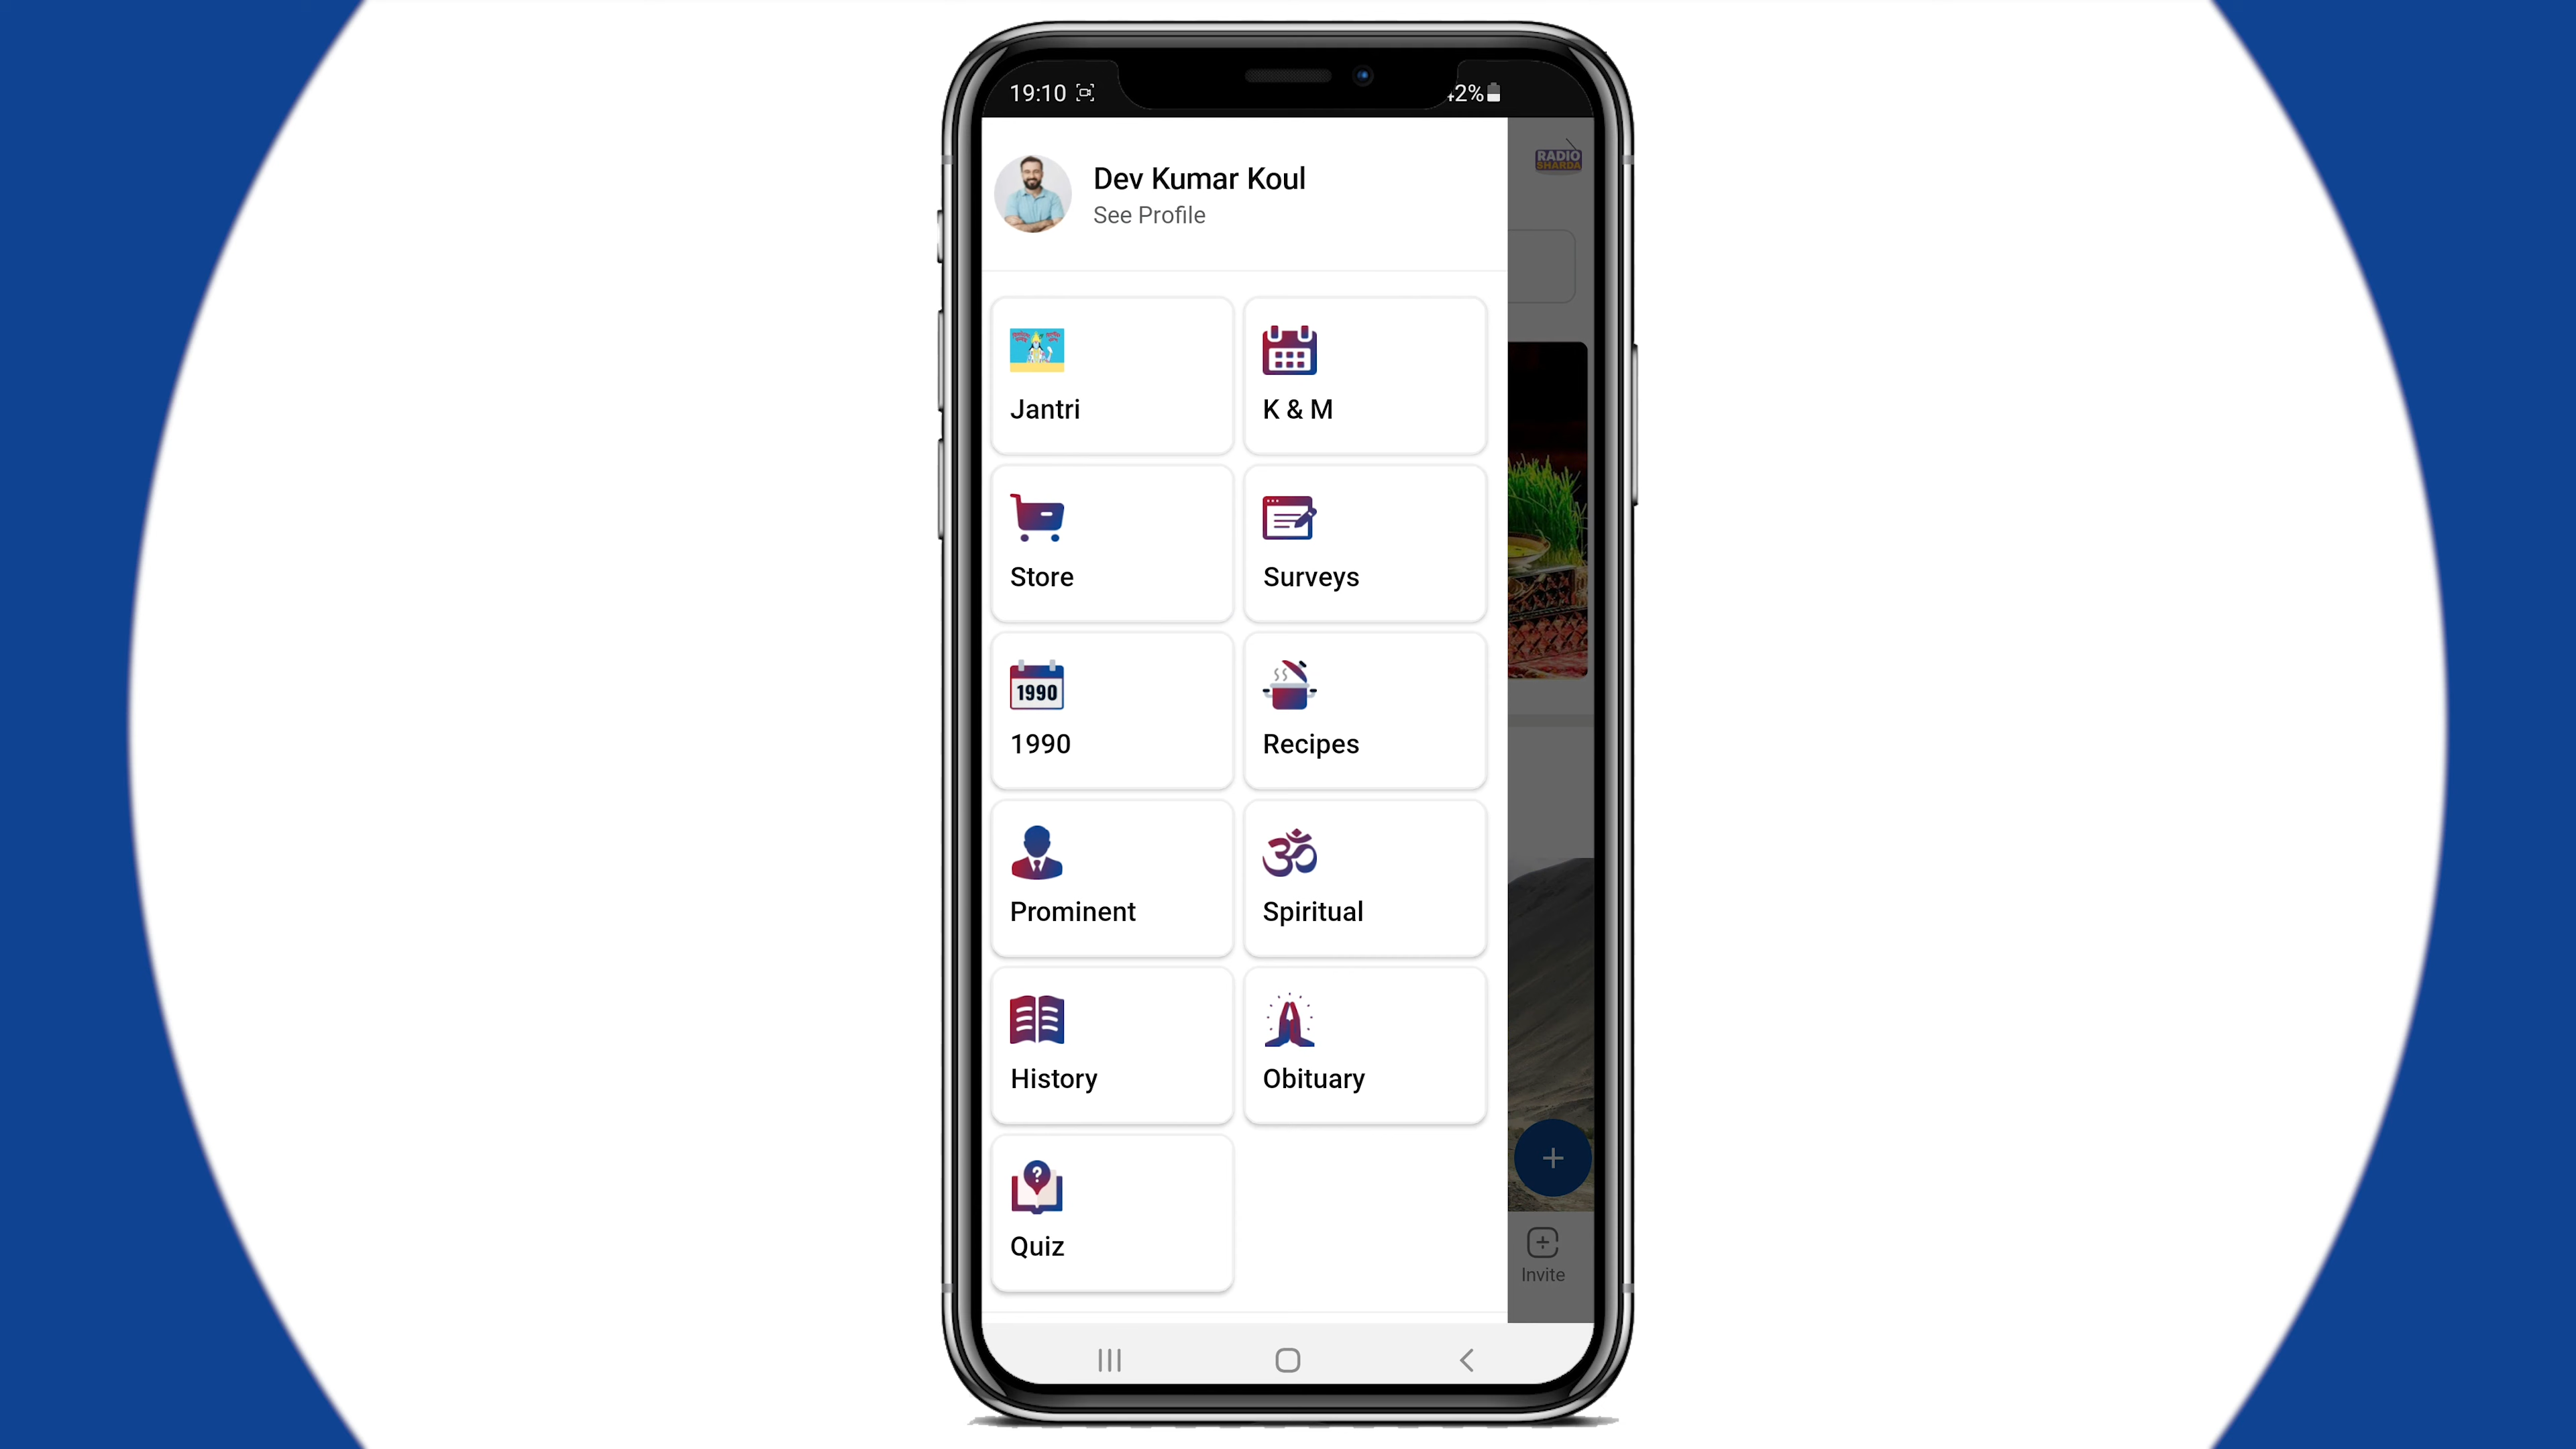 19:10
2%
RADIO
SHARDA
Dev Kumar Koul
See Profile
Jantri
K & M
Store
Surveys
1990
1990
Recipes
Prominent
ॐ
Spiritual
History
Obituary
?
Quiz
Invite